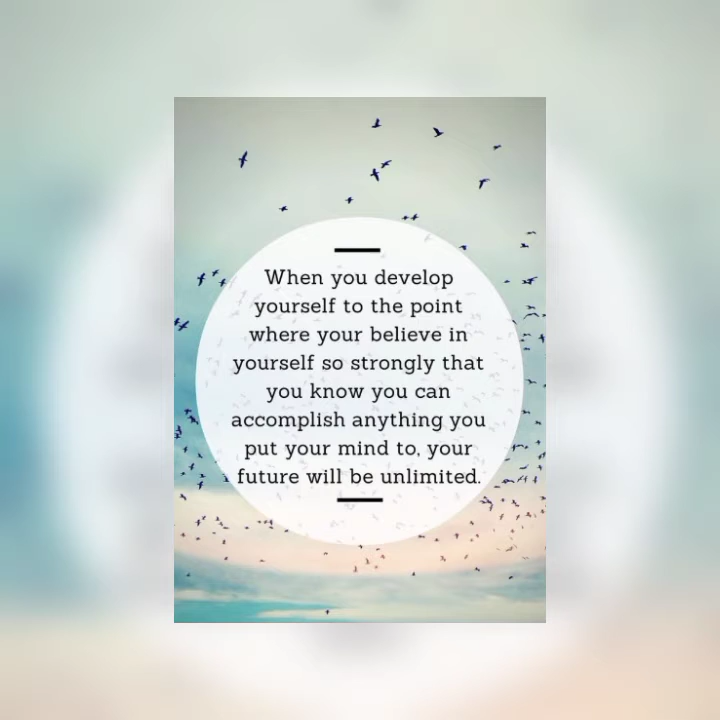 When you develop
yourself to the point
where your believe in
yourself so strongly that
you know you can
accomplish anything you
put your mind to, your
future will be unlimited.